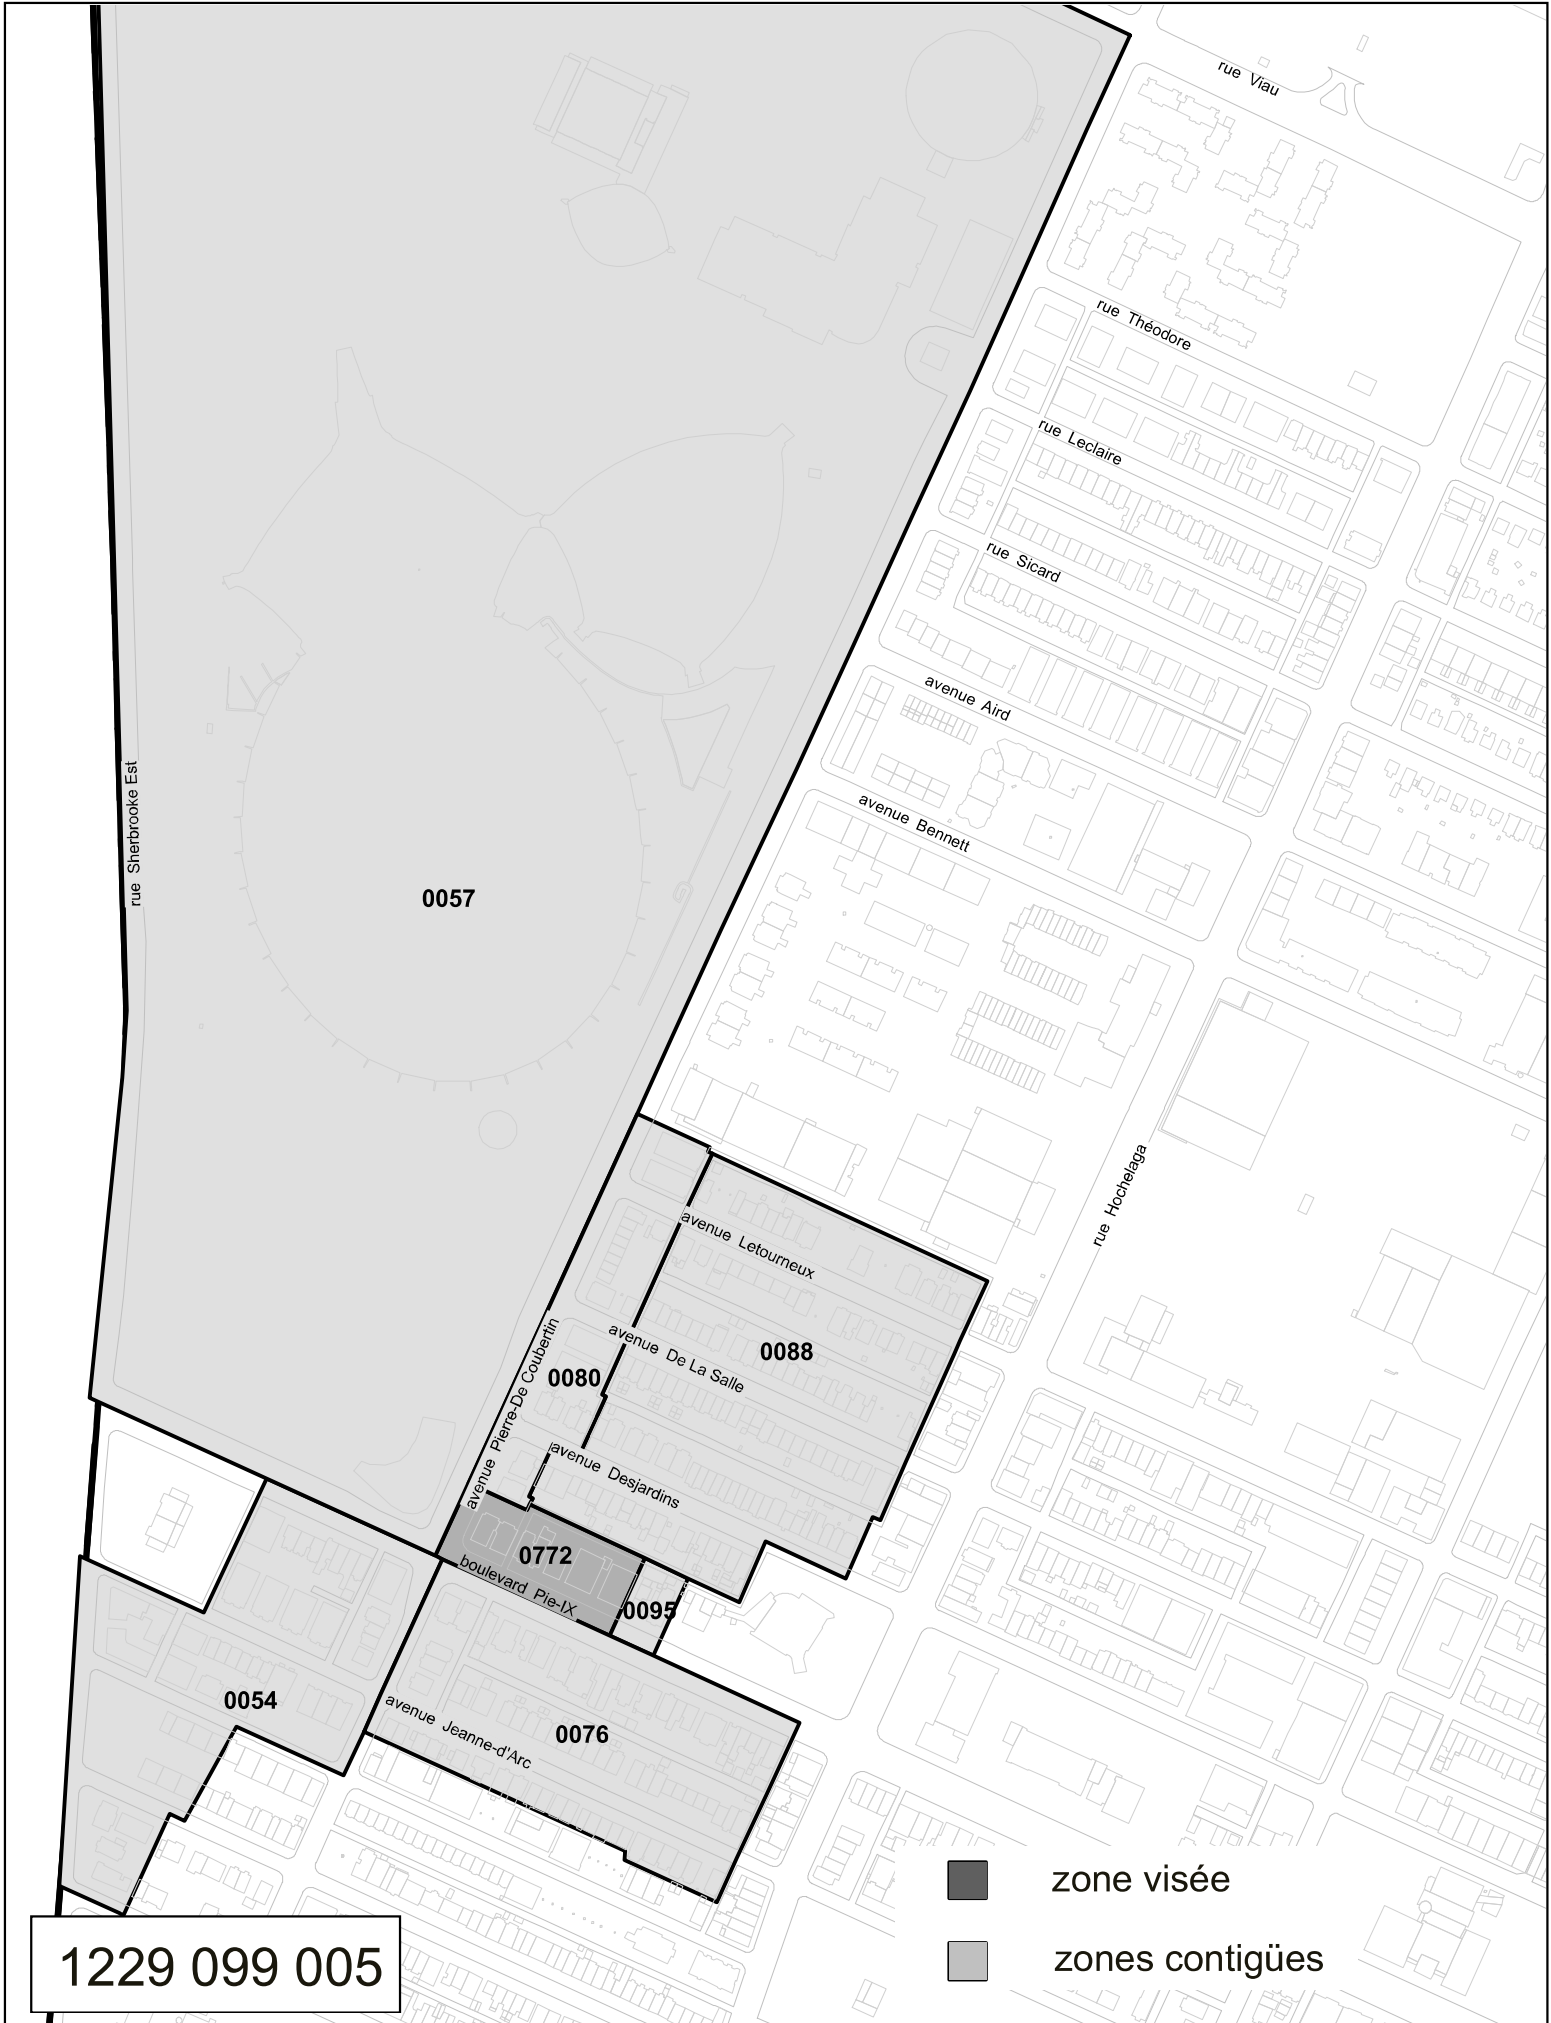 rue Viau
rue Théodore
rue Leclaire
rue Sicard
avenue Aird
avenue Bennett
rue Sherbrooke Est
0057
rue Hochelaga
avenue Letourneux
avenue De La Salle
0088
0080
avenue Pierre-De Coubertin
avenue Desjardins
0772
boulevard Pie-IX
0095
0054
avenue Jeanne-d'Arc
0076
zone visée
zones contigües
1229 099 005